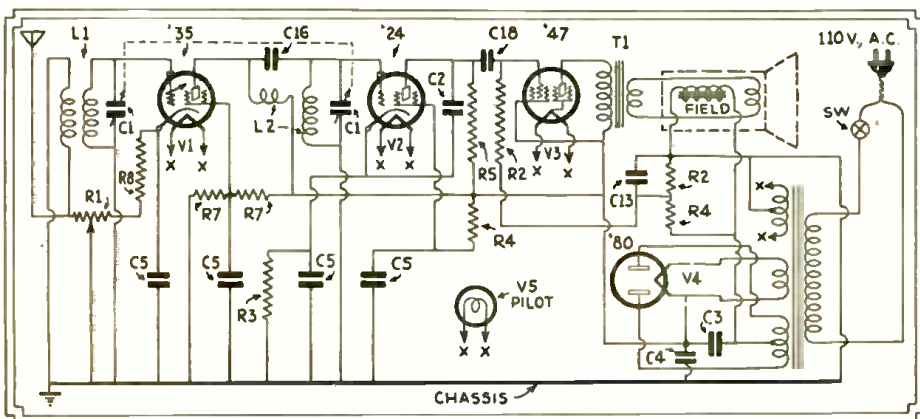 L1
'35
C16
'24
C18
'47
T1
110 V, A.C.
C1
V1
L2
C1
V2
C2
V3
FIELD
SW
X X
X X
X X
R8
R5
R2
R1
R7
R7
C13
R2
R4
X
X
R4
'80
V4
C5
C5
R3
C5
C5
V5
PILOT
X X
C3
C4
CHASSIS